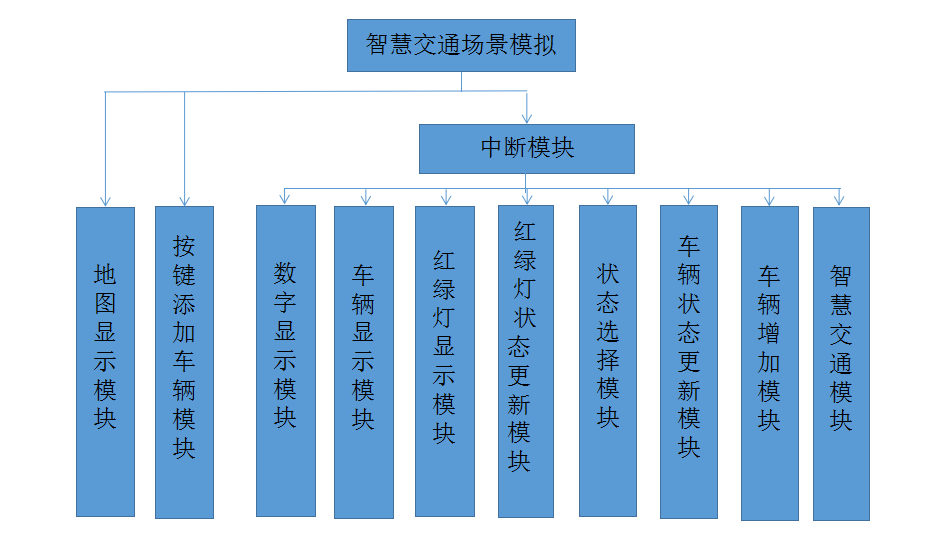 智慧交通场景模拟
中断模块
地图显示模块
按键添加车辆模块
数字显示模块
车辆显示模块
红绿灯显示模块
红绿灯状态更新模块
状态选择模块
车辆状态更新模块
车辆增加模块
智慧交通模块